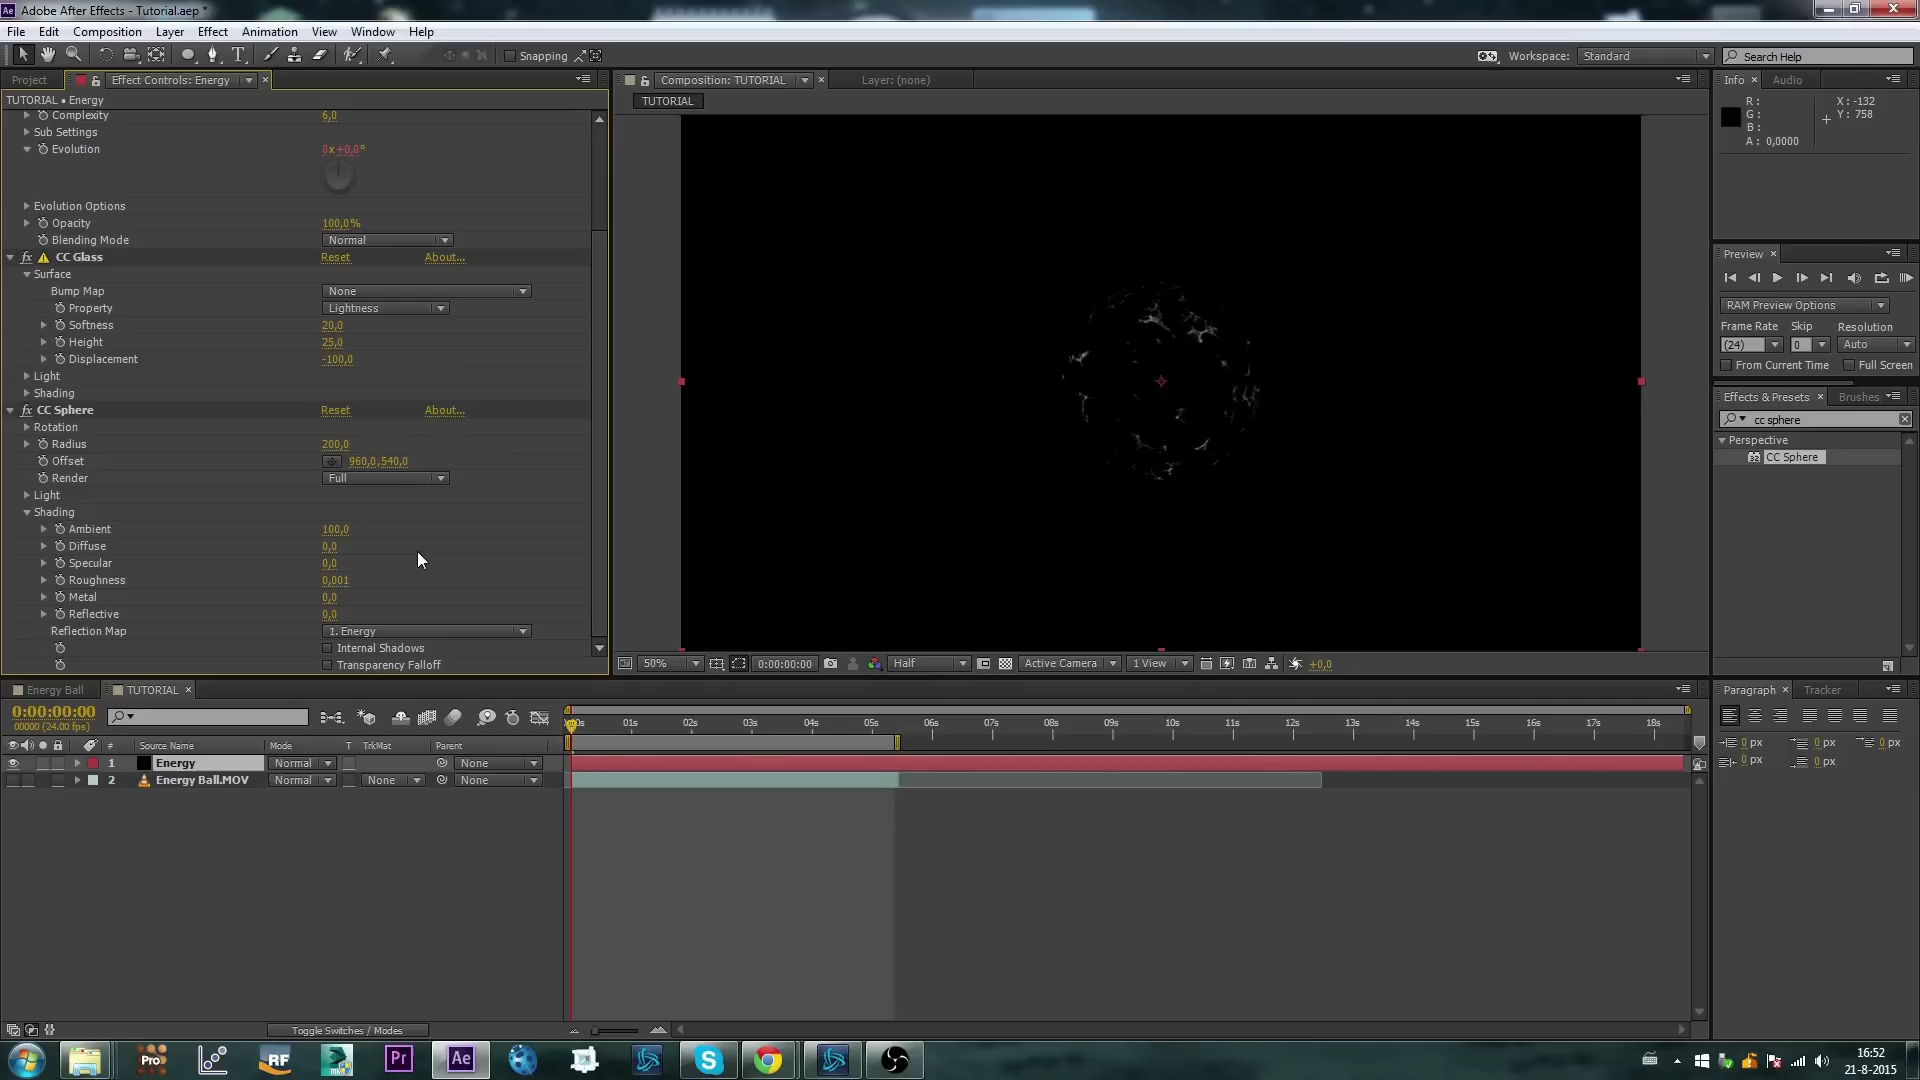 Adobe After Effects - Tutorial.aep *
File Edit Composition Layer Effect Animation View Window Help
Snapping
Workspace: Standard
Search Help
Project
Effect Controls: Energy
TUTORIAL • Energy
Complexity 6,0
Sub Settings
Evolution 0x +0,0°
Evolution Options
Opacity 100,0%
Blending Mode Normal
fx CC Glass Reset About...
Surface
Bump Map None
Property Lightness
Softness 20,0
Height 25,0
Displacement -100,0
Light
Shading
fx CC Sphere Reset About...
Rotation
Radius 200,0
Offset 960,0,540,0
Render Full
Light
Shading
Ambient 100,0
Diffuse 0,0
Specular 0,0
Roughness 0,001
Metal 0,0
Reflective 0,0
Reflection Map 1. Energy
Internal Shadows
Transparency Falloff
Composition: TUTORIAL
Layer: (none)
TUTORIAL
50% 0:00:00:00 Half Active Camera 1 View +0,0
Info Audio
R: X: -132
G: Y: 758
B:
A: 0,0000
Preview
RAM Preview Options
Frame Rate Skip Resolution
(24) 0 Auto
From Current Time Full Screen
Effects & Presets Brushes
cc sphere
Perspective
32 CC Sphere
Energy Ball TUTORIAL
0:00:00:00
00000 (24.00 fps)
# Source Name Mode T TrkMat Parent
1 Energy Normal None
2 Energy Ball.MOV Normal None None
01s 02s 03s 04s 05s 06s 07s 08s 09s 10s 11s 12s 13s 14s 15s 16s 17s 18s
Toggle Switches / Modes
Paragraph Tracker
0 px 0 px 0 px
0 px 0 px
Pro RF Pr Ae
16:52
21-8-2015